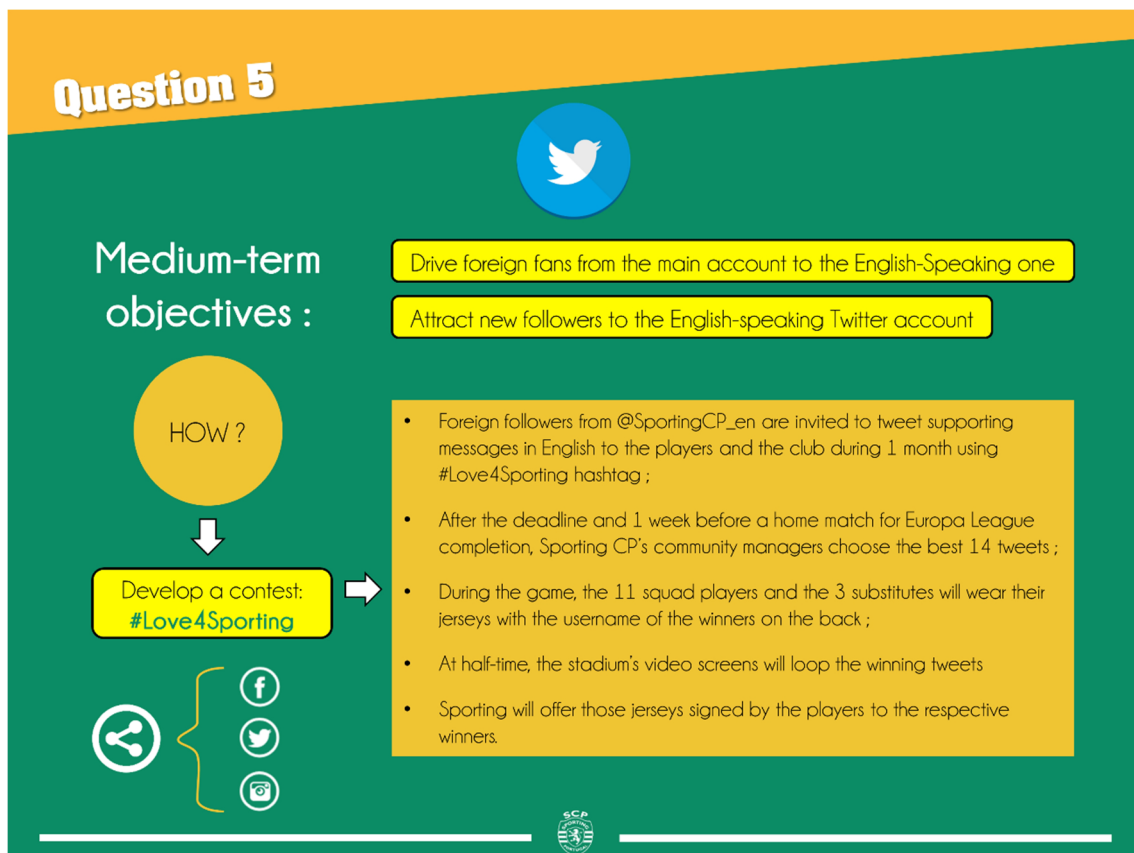 Question 5
Medium-term
objectives :
Drive foreign fans from the main account to the English-Speaking one
Attract new followers to the English-speaking Twitter account
HOW ?
Develop a contest:
#Love4Sporting
• Foreign followers from @SportingCP_en are invited to tweet supporting
messages in English to the players and the club during 1 month using
#Love4Sporting hashtag ;
• After the deadline and 1 week before a home match for Europa League
completion, Sporting CP's community managers choose the best 14 tweets ;
• During the game, the 11 squad players and the 3 substitutes will wear their
jerseys with the username of the winners on the back ;
• At half-time, the stadium's video screens will loop the winning tweets
• Sporting will offer those jerseys signed by the players to the respective
winners.
SCP
SPORTING
PORTUGAL